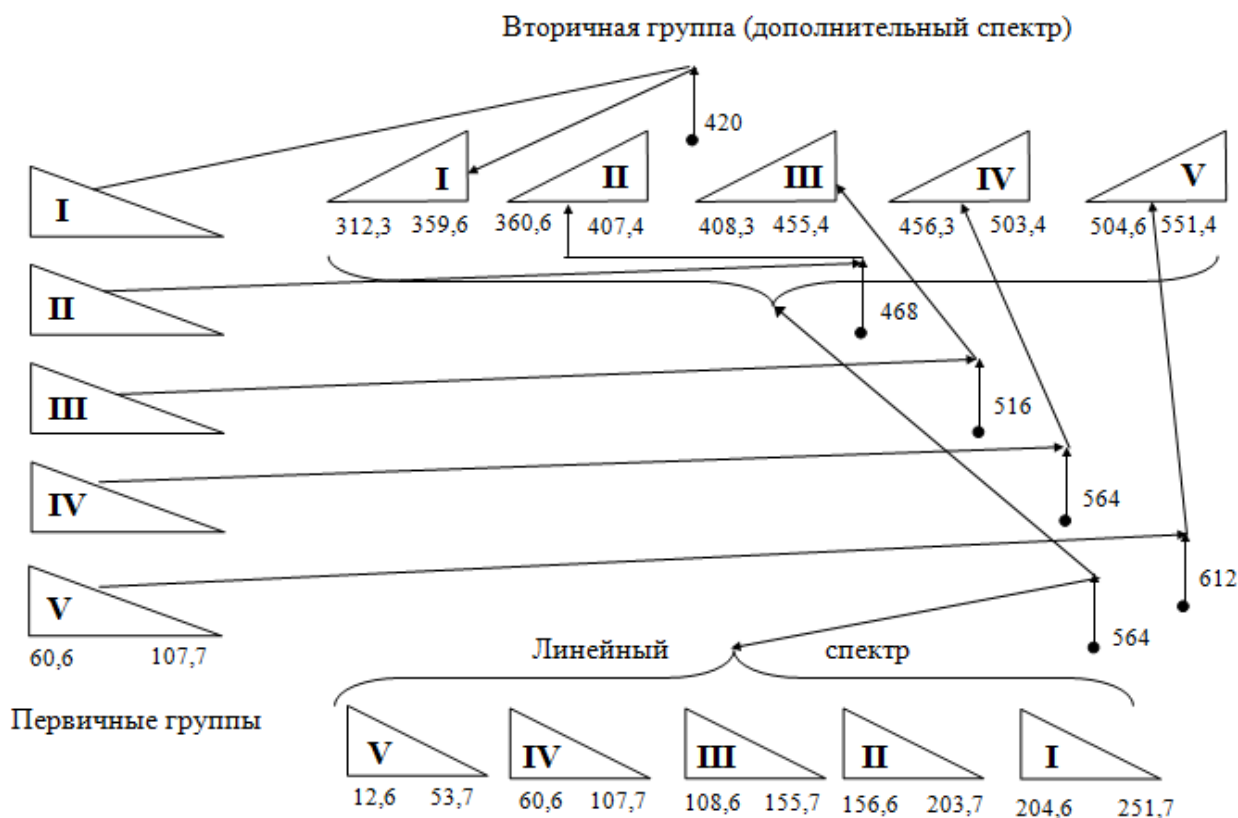 Вторичная группа (дополнительный спектр)
420
I
I
II
III
IV
V
312,3 359,6 360,6 407,4 408,3 455,4 456,3 503,4 504,6 551,4
II
468
III
516
IV
564
V
612
60,6 107,7
564
Линейный спектр
Первичные группы
V
IV
III
II
I
12,6 53,7 60,6 107,7 108,6 155,7 156,6 203,7 204,6 251,7